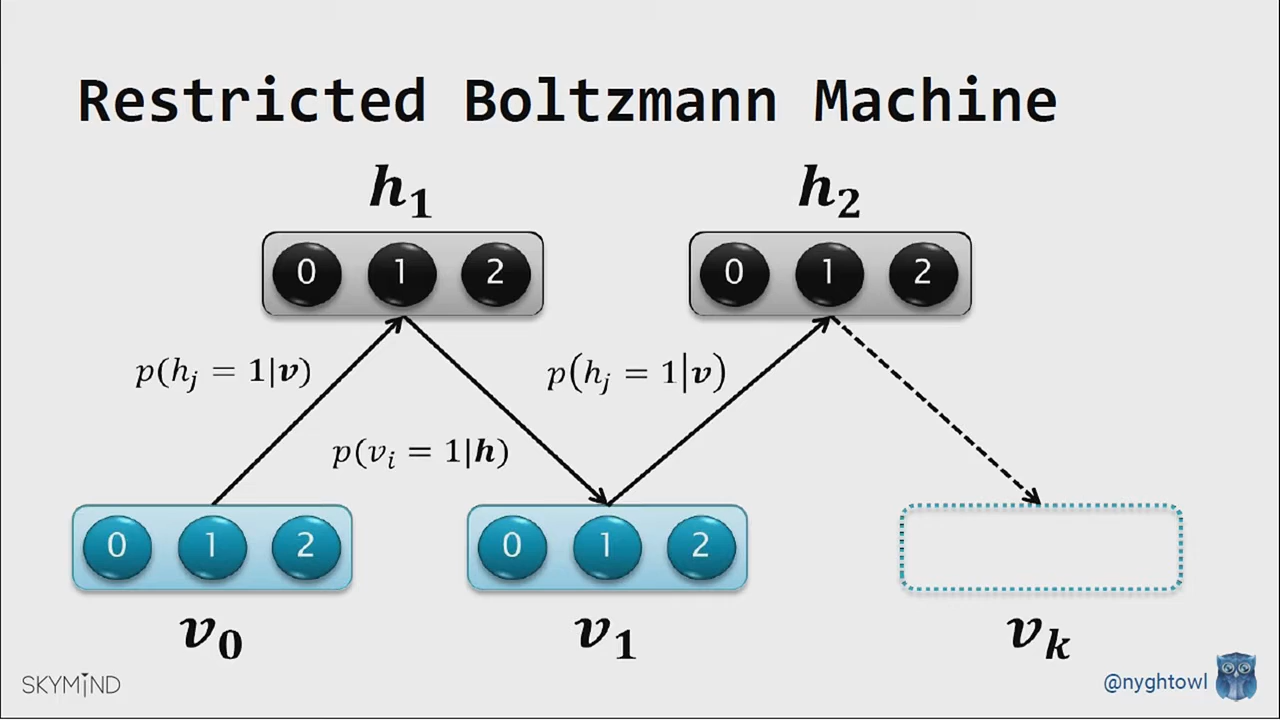 Restricted Boltzmann Machine
h₁ h₂
0 1 2 0 1 2
p(hⱼ = 1|v) p(hⱼ = 1|v)
p(vᵢ = 1|h)
0 1 2 0 1 2
v₀ v₁ vₖ
SKYMIND @nyghtowl